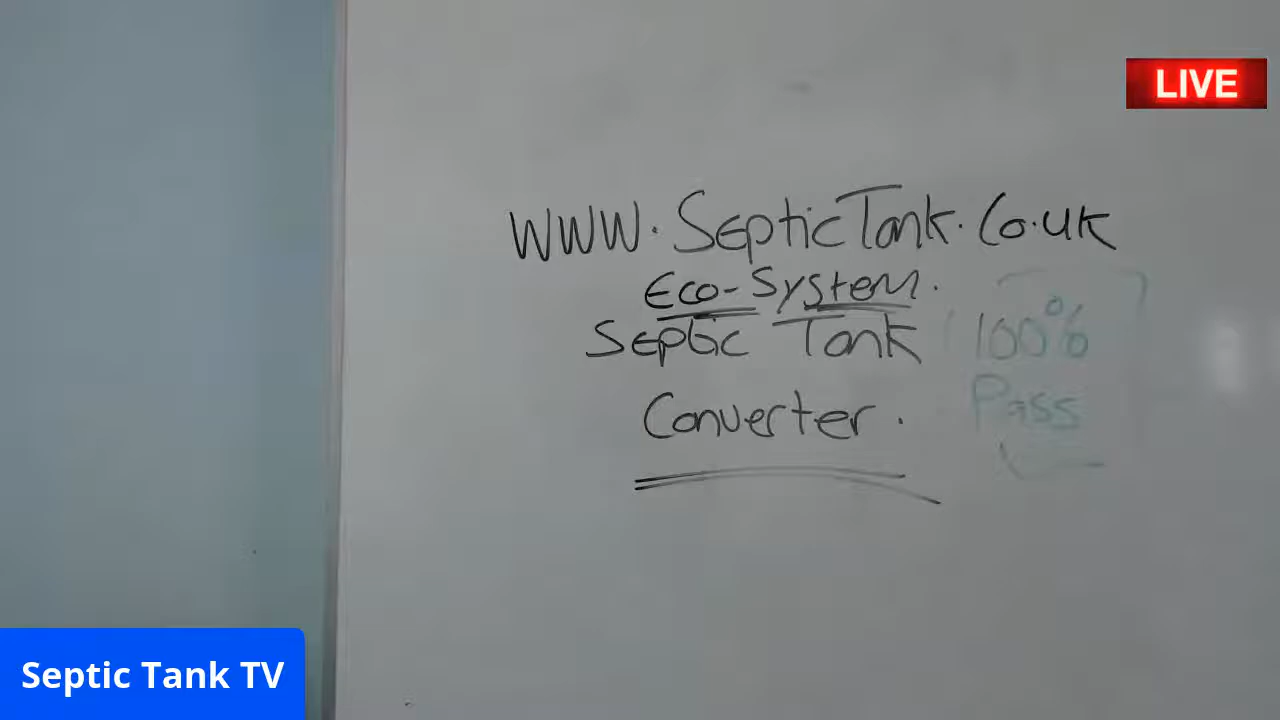 LIVE
WWW.SepticTank.Co.uk
Eco-System.
Septic Tank
100%
Converter.
Pass
Septic Tank TV